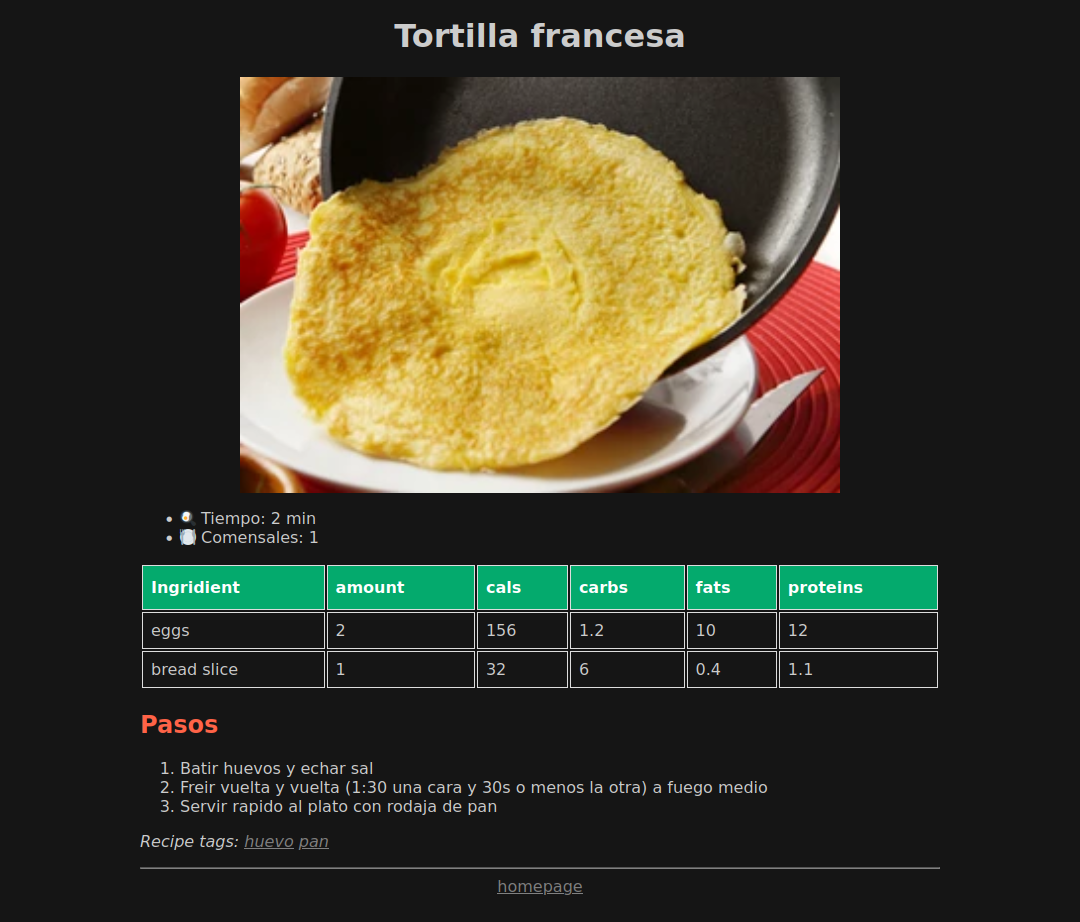 Tortilla francesa
🍳 Tiempo: 2 min
🍽️ Comensales: 1
Ingridient amount cals carbs fats proteins
eggs 2 156 1.2 10 12
bread slice 1 32 6 0.4 1.1
Pasos
1. Batir huevos y echar sal
2. Freir vuelta y vuelta (1:30 una cara y 30s o menos la otra) a fuego medio
3. Servir rapido al plato con rodaja de pan
Recipe tags: huevo pan
homepage